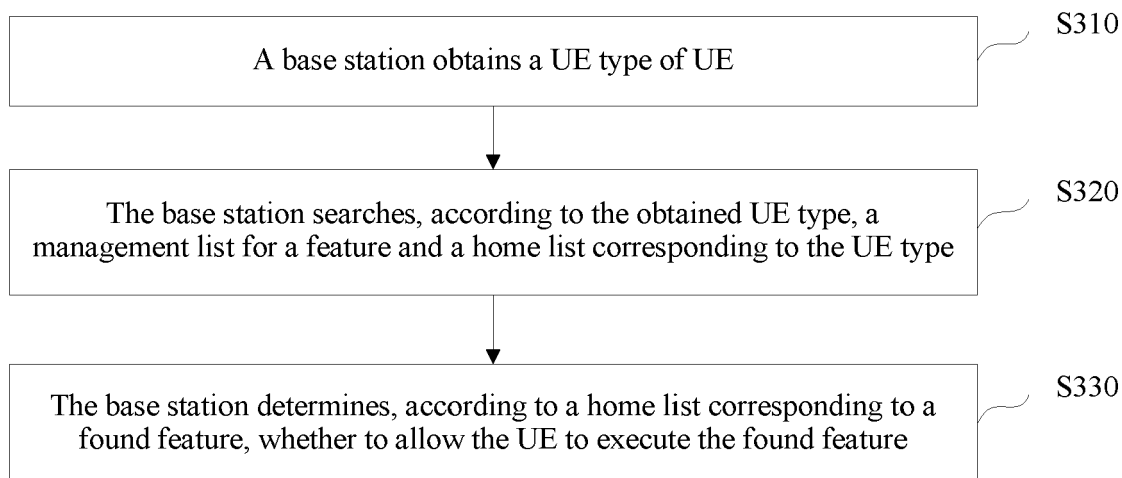 A base station obtains a UE type of UE
S310
The base station searches, according to the obtained UE type, a
management list for a feature and a home list corresponding to the UE type
S320
The base station determines, according to a home list corresponding to a
found feature, whether to allow the UE to execute the found feature
S330